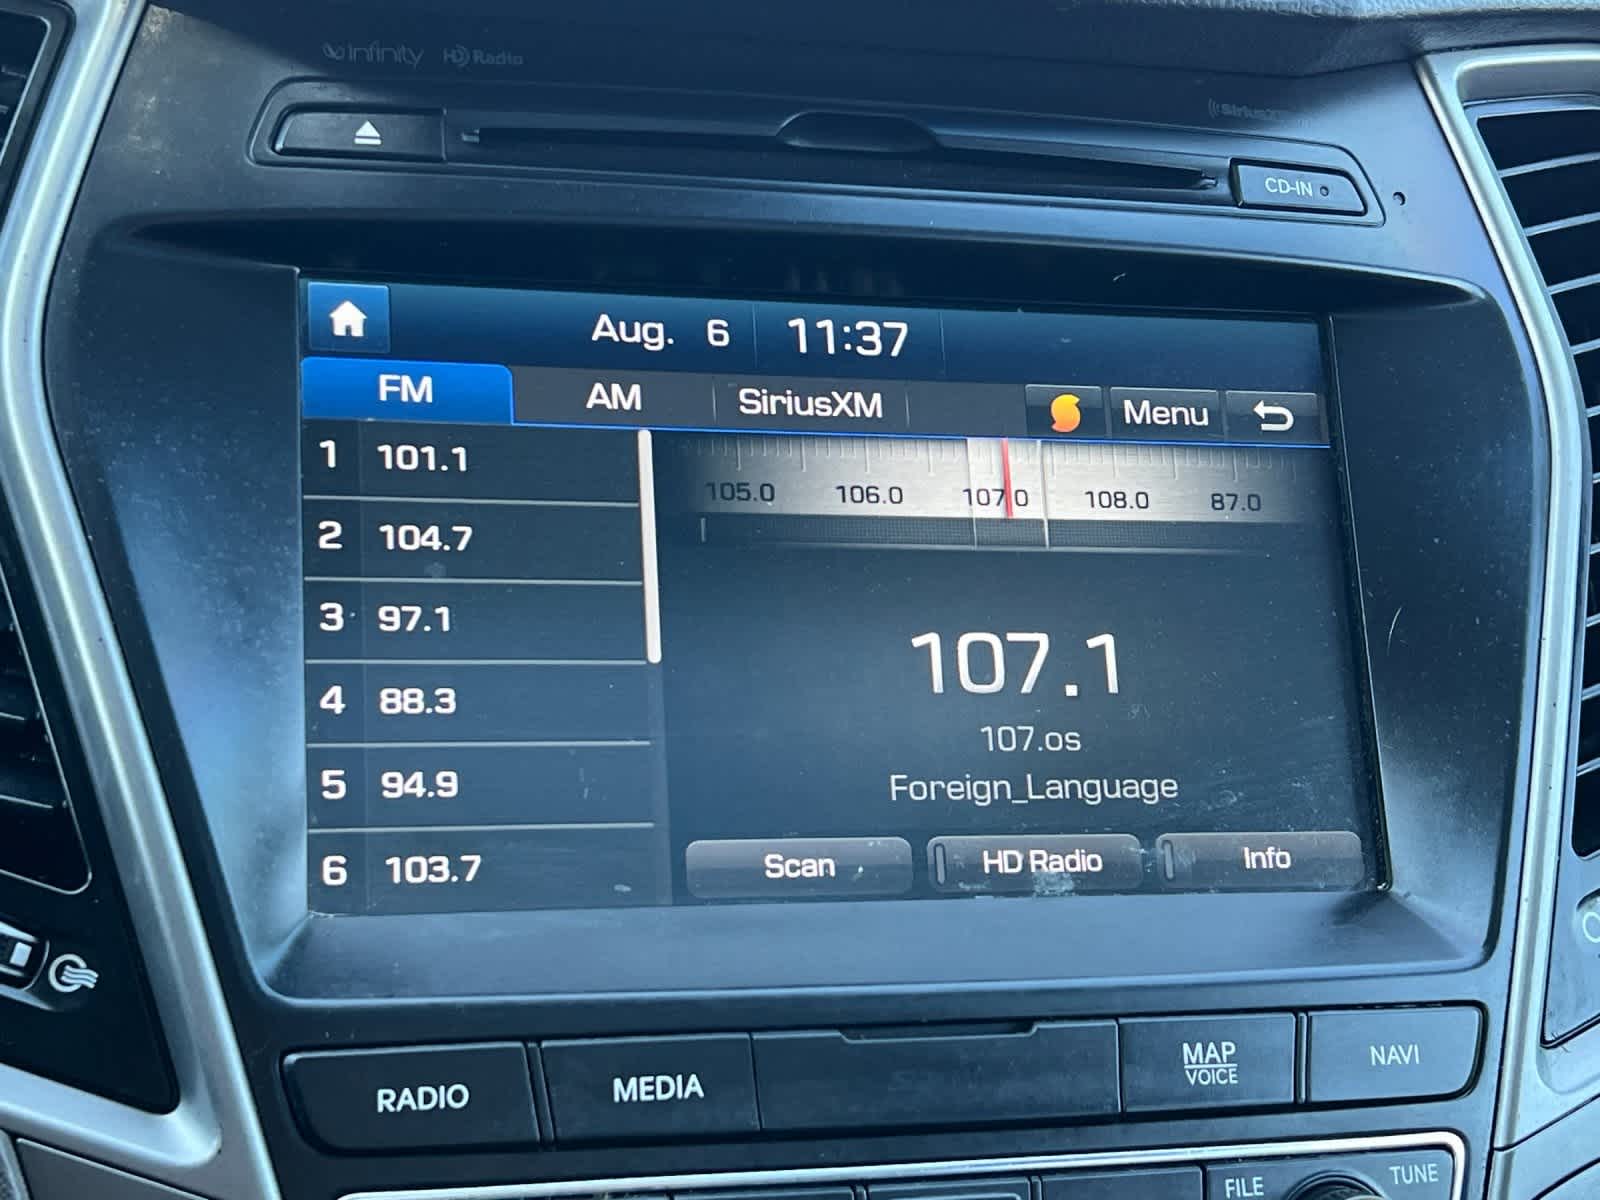 infinity HD Radio
SiriusXM
CD-IN
Aug. 6 11:37
FM AM SiriusXM Menu
1 101.1
2 104.7
3 97.1
4 88.3
5 94.9
6 103.7
105.0 106.0 107.0 108.0 87.0
107.1
107.os
Foreign_Language
Scan HD Radio Info
RADIO MEDIA MAP VOICE NAVI
FILE TUNE